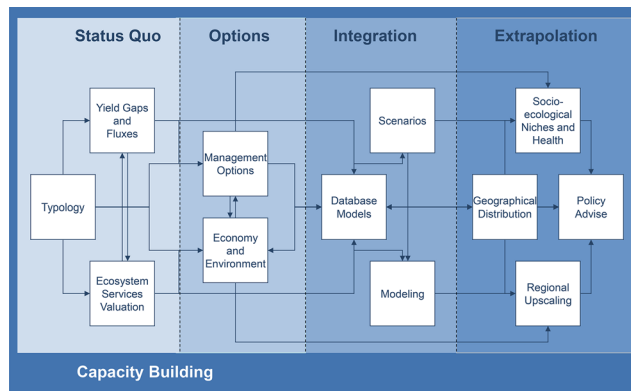 Status Quo
Options
Integration
Extrapolation
Yield Gaps
and
Fluxes
Scenarios
Socio-
ecological
Niches and
Health
Management
Options
Typology
Database
Models
Geographical
Distribution
Policy
Advise
Economy
and
Environment
Ecosystem
Services
Valuation
Modeling
Regional
Upscaling
Capacity Building